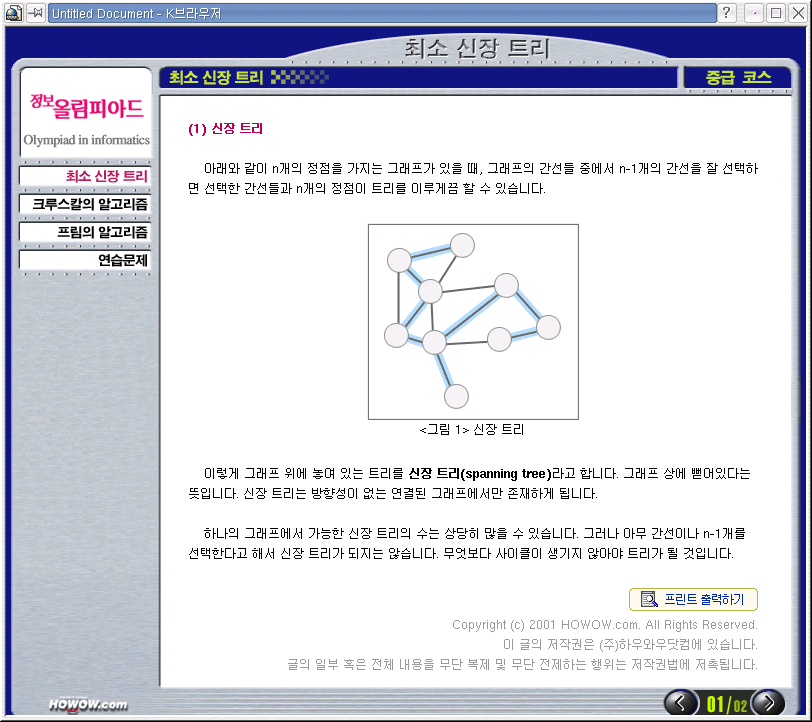 Untitled Document - K브라우저
최소 신장 트리
최소 신장 트리
중급 코스
정보올림피아드
Olympiad in informatics
최소 신장 트리
크루스칼의 알고리즘
프림의 알고리즘
연습문제
(1) 신장 트리
아래와 같이 n개의 정점을 가지는 그래프가 있을 때, 그래프의 간선들 중에서 n-1개의 간선을 잘 선택하
면 선택한 간선들과 n개의 정점이 트리를 이루게끔 할 수 있습니다.
<그림 1> 신장 트리
이렇게 그래프 위에 놓여 있는 트리를 신장 트리(spanning tree)라고 합니다. 그래프 상에 뻗어있다는
뜻입니다. 신장 트리는 방향성이 없는 연결된 그래프에서만 존재하게 됩니다.
하나의 그래프에서 가능한 신장 트리의 수는 상당히 많을 수 있습니다. 그러나 아무 간선이나 n-1개를
선택한다고 해서 신장 트리가 되지는 않습니다. 무엇보다 사이클이 생기지 않아야 트리가 될 것입니다.
프린트 출력하기
Copyright (c) 2001 HOWOW.com. All Rights Reserved.
이 글의 저작권은 (주)하우와우닷컴에 있습니다.
글의 일부 혹은 전체 내용을 무단 복제 및 무단 전제하는 행위는 저작권법에 저촉됩니다.
HOWOW.com
01/02